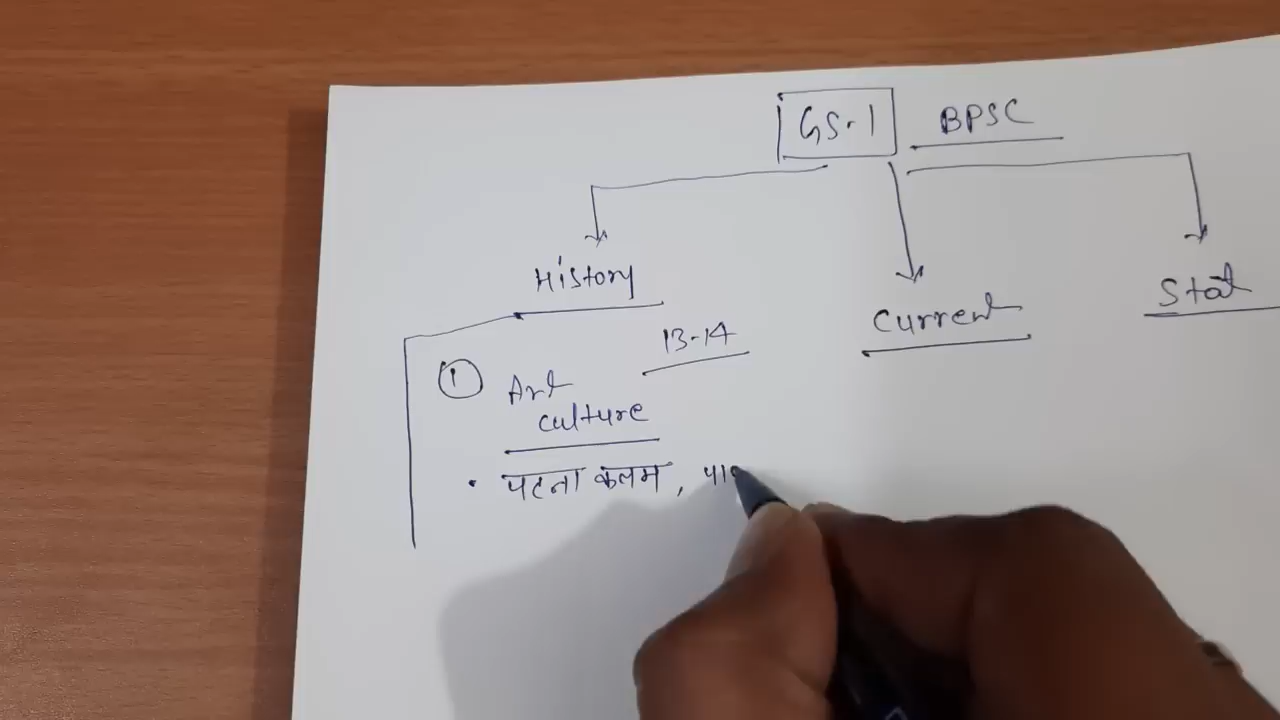 GS-1 BPSC
History
Current
Stat
13-14
① Art
culture
• पटना कलम,